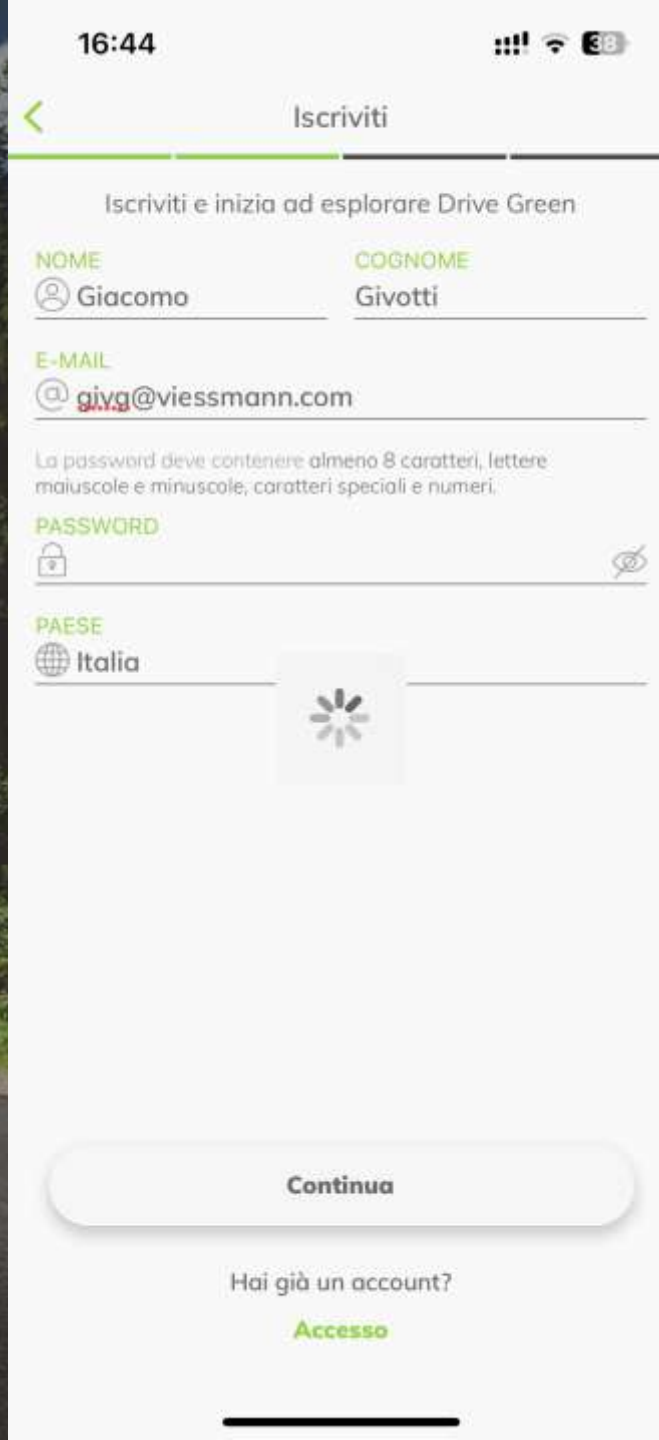 16:44
38
Iscriviti
Iscriviti e inizia ad esplorare Drive Green
NOME
COGNOME
Giacomo
Givotti
E-MAIL
givg@viessmann.com
La password deve contenere almeno 8 caratteri, lettere
maiuscole e minuscole, caratteri speciali e numeri.
PASSWORD
PAESE
Italia
Continua
Hai già un account?
Accesso